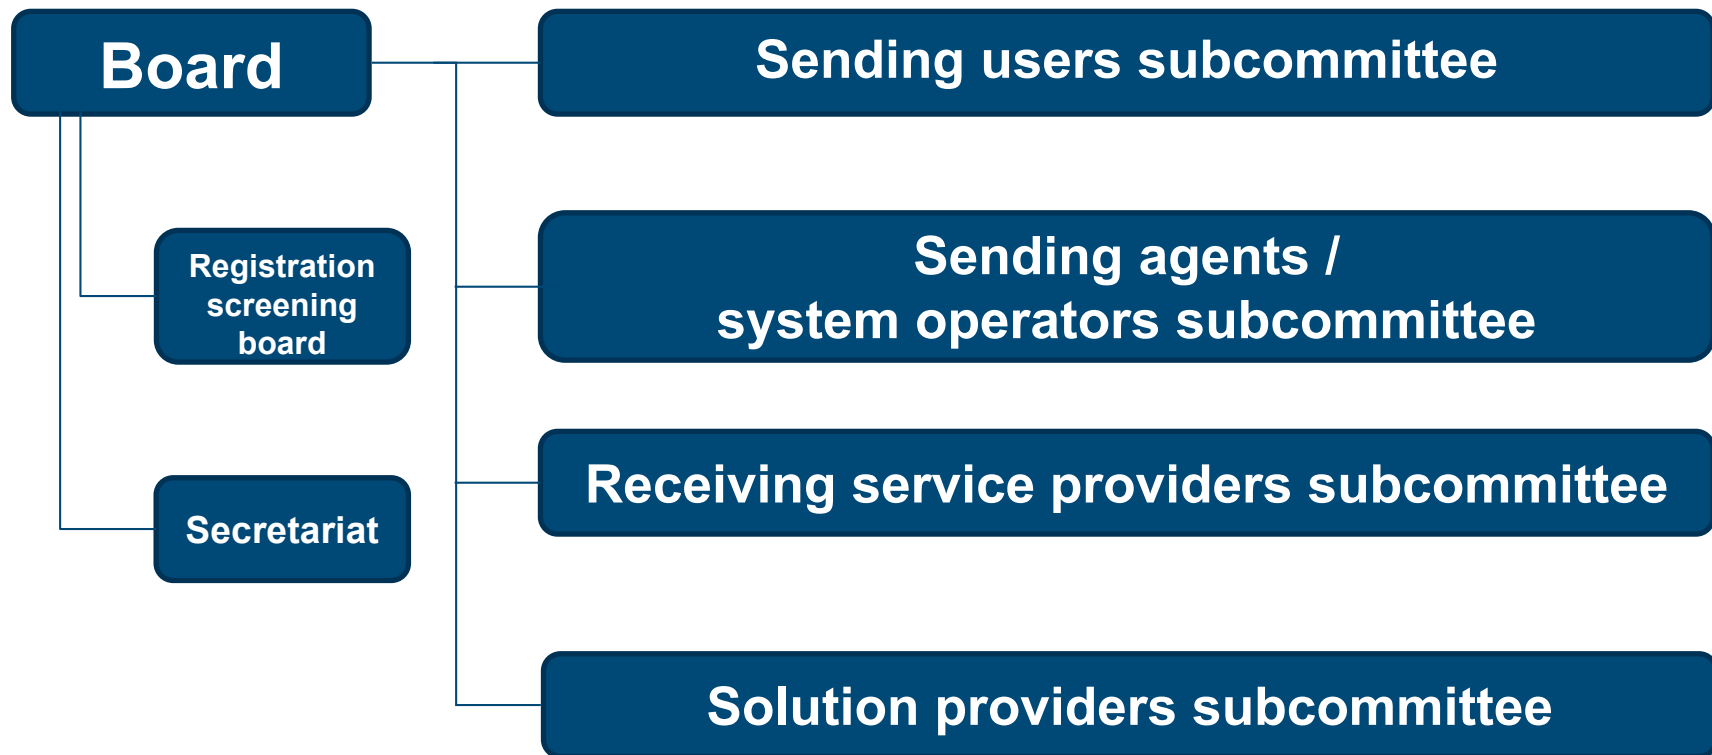 Board
Sending users subcommittee
Registration
screening
board
Sending agents /
system operators subcommittee
Receiving service providers subcommittee
Secretariat
Solution providers subcommittee